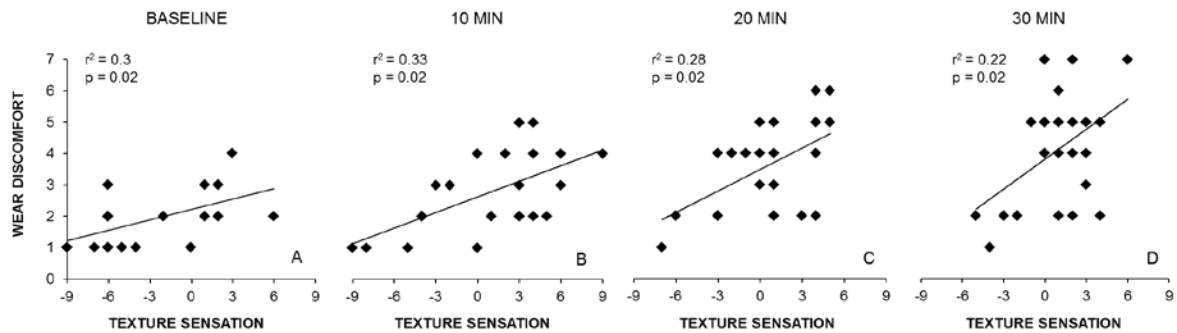 BASELINE
10 MIN
20 MIN
30 MIN
WEAR DISCOMFORT
7
6
5
4
3
2
1
0
r² = 0.3
p = 0.02
A
-9 -6 -3 0 3 6 9
TEXTURE SENSATION
r² = 0.33
p = 0.02
B
-9 -6 -3 0 3 6 9
TEXTURE SENSATION
r² = 0.28
p = 0.02
C
-9 -6 -3 0 3 6 9
TEXTURE SENSATION
r² = 0.22
p = 0.02
D
-9 -6 -3 0 3 6 9
TEXTURE SENSATION